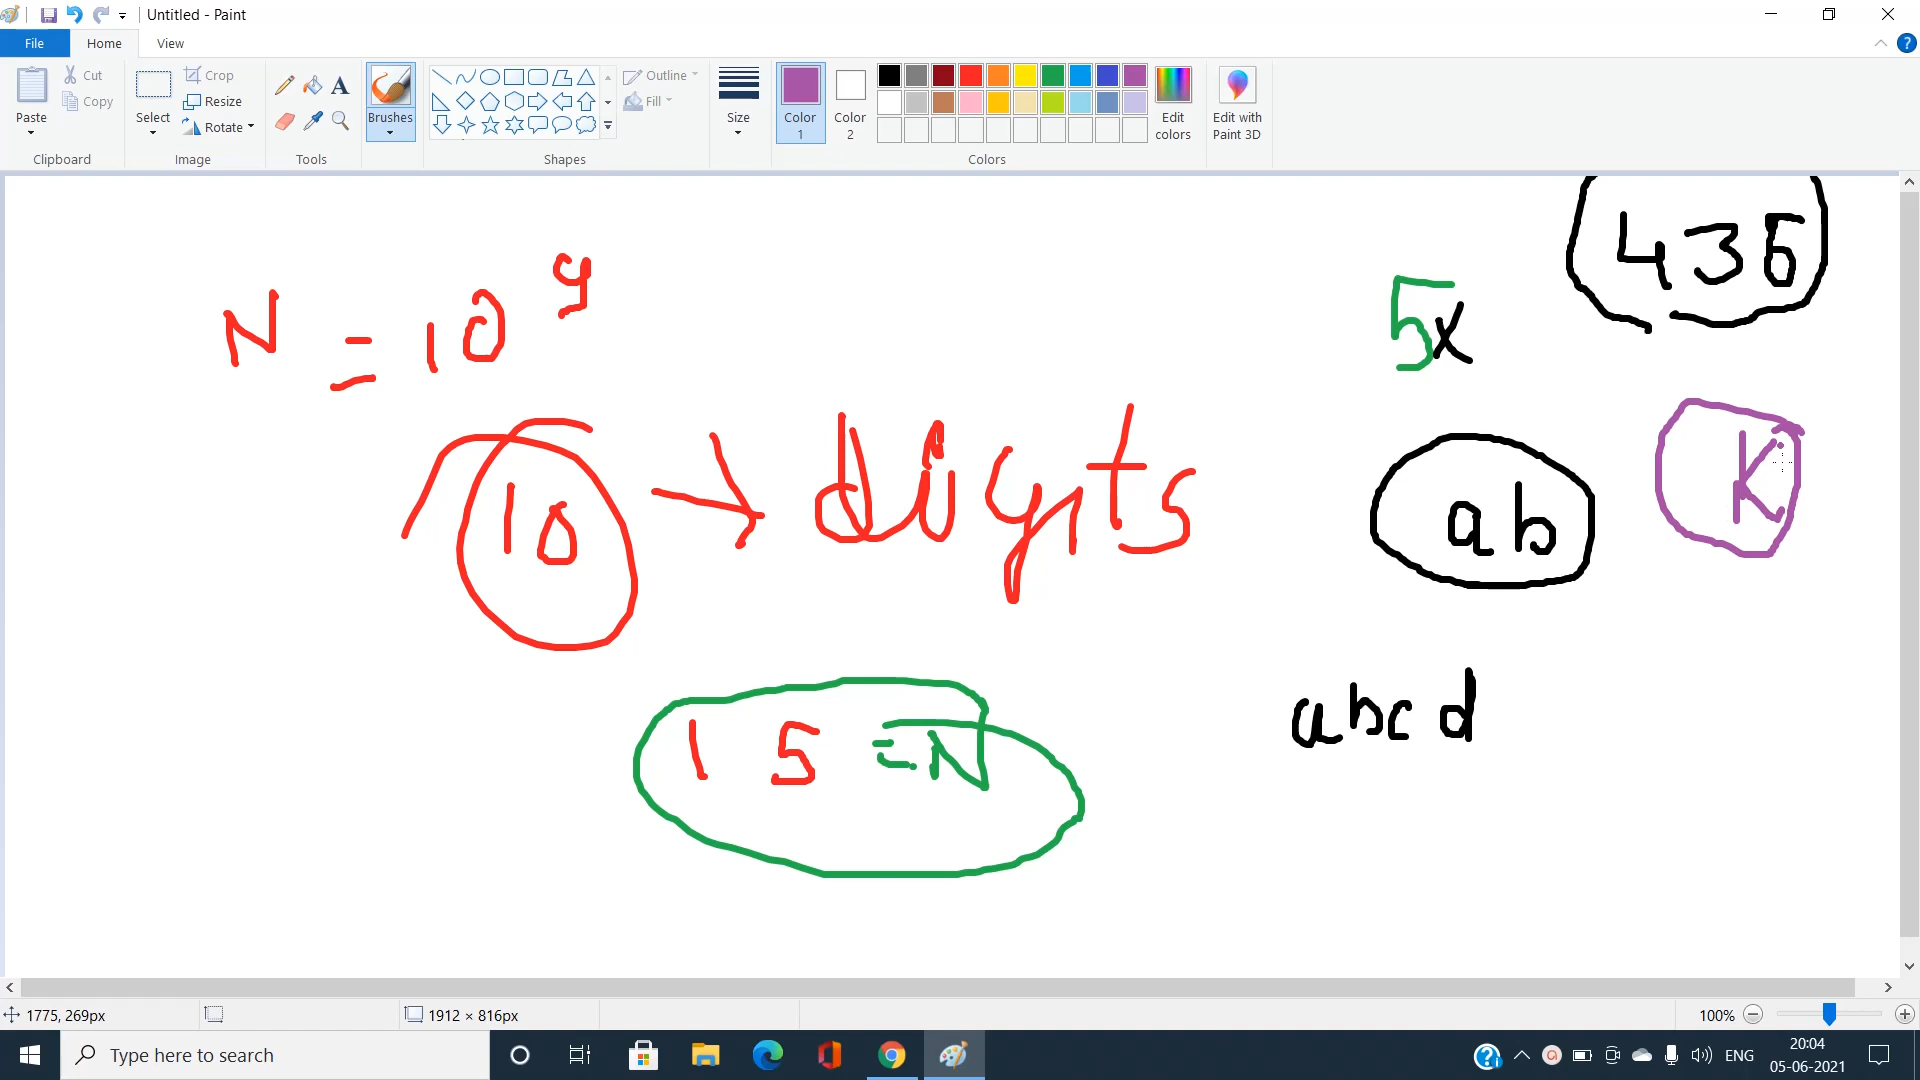 Untitled - Paint
File Home View
Paste
Cut
Copy
Clipboard
Select
Crop
Resize
Rotate
Image
Tools
Brushes
Shapes
Outline
Fill
Size
Color 1
Color 2
Colors
Edit colors
Edit with Paint 3D
436
N = 10^9
5x
10 → digits
ab
K
15 = N
abcd
1775, 269px
1912 × 816px
100%
Type here to search
ENG
20:04
05-06-2021